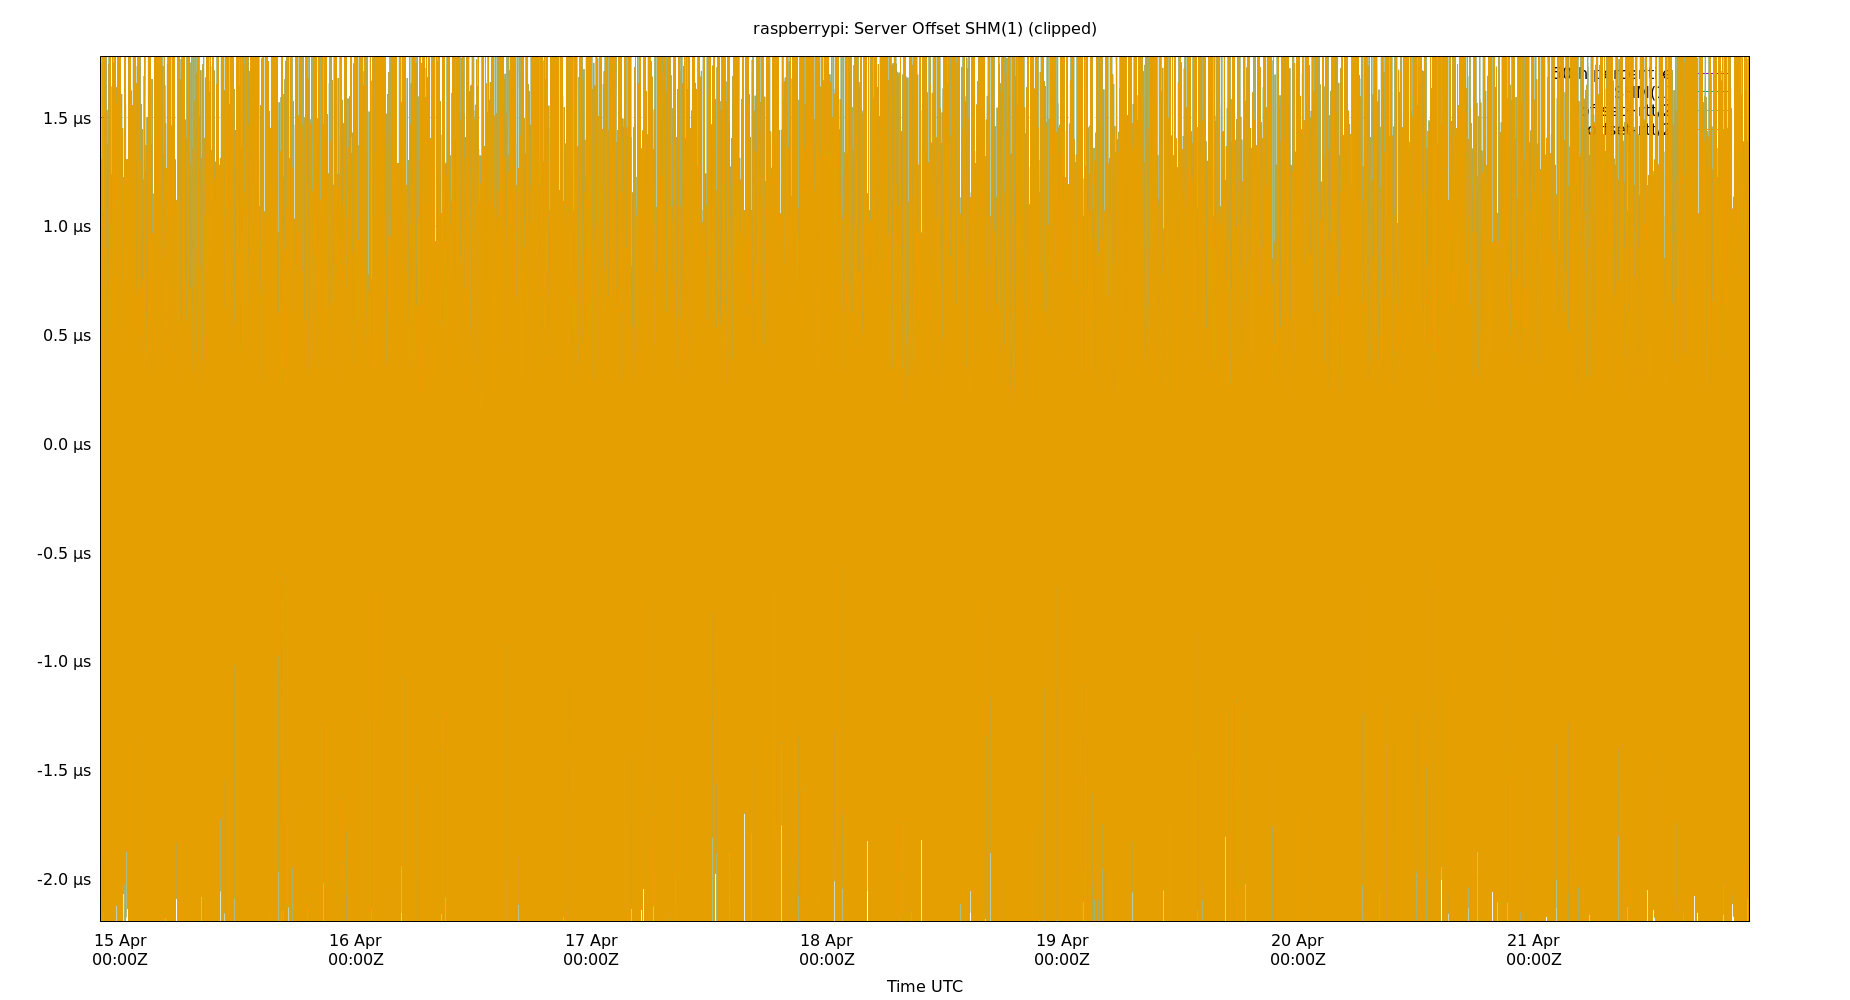 raspberrypi: Server Offset SHM(1) (clipped)
1.5 µs
1.0 µs
0.5 µs
0.0 µs
-0.5 µs
-1.0 µs
-1.5 µs
-2.0 µs
15 Apr 16 Apr 17 Apr 18 Apr 19 Apr 20 Apr 21 Apr
00:00Z 00:00Z 00:00Z 00:00Z 00:00Z 00:00Z 00:00Z
Time UTC